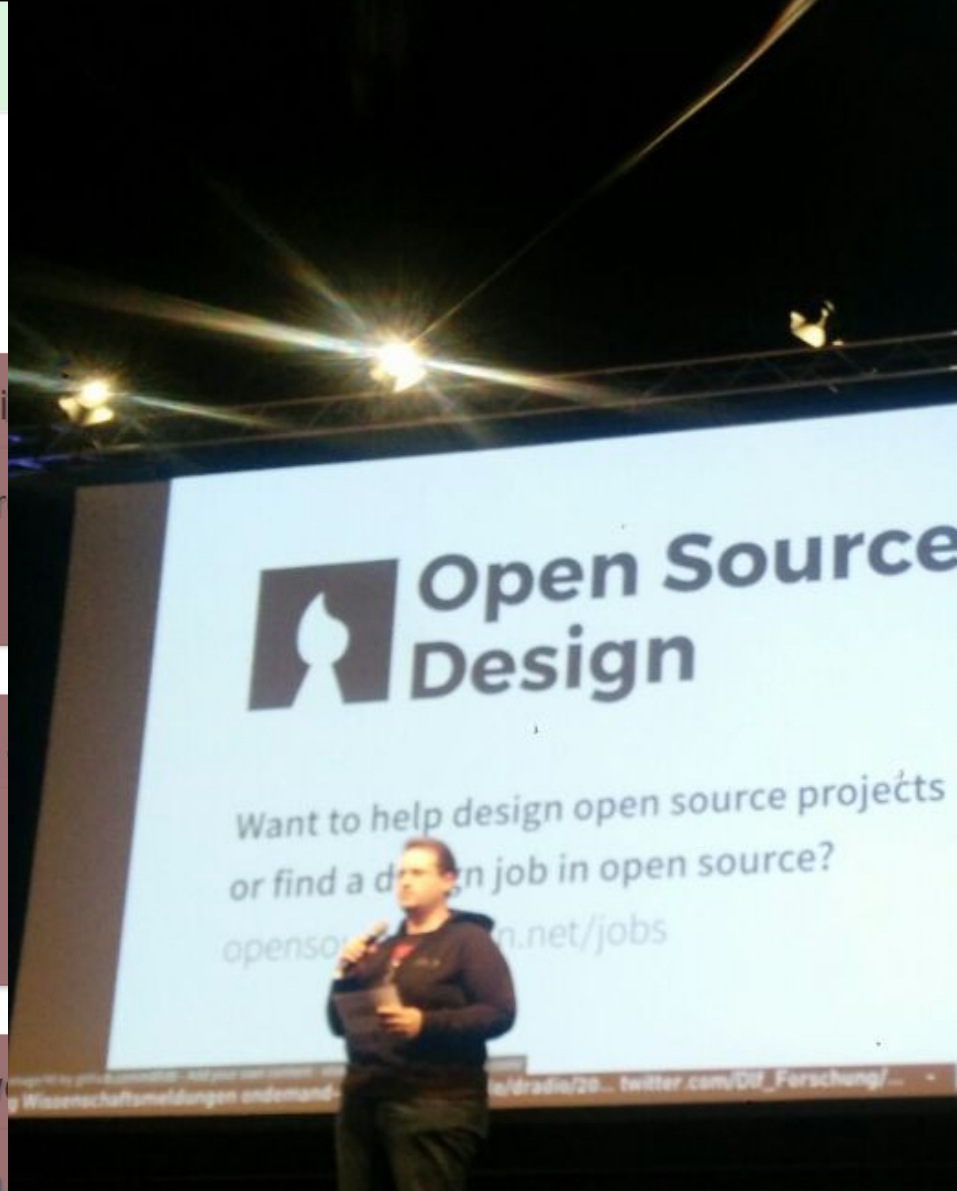 Open Source
Design
Want to help design open source projects
or find a job in open source?
.net/jobs
Wissenschaftsmeldungen ondemand
twitter.com/Dlf_Forschung/...